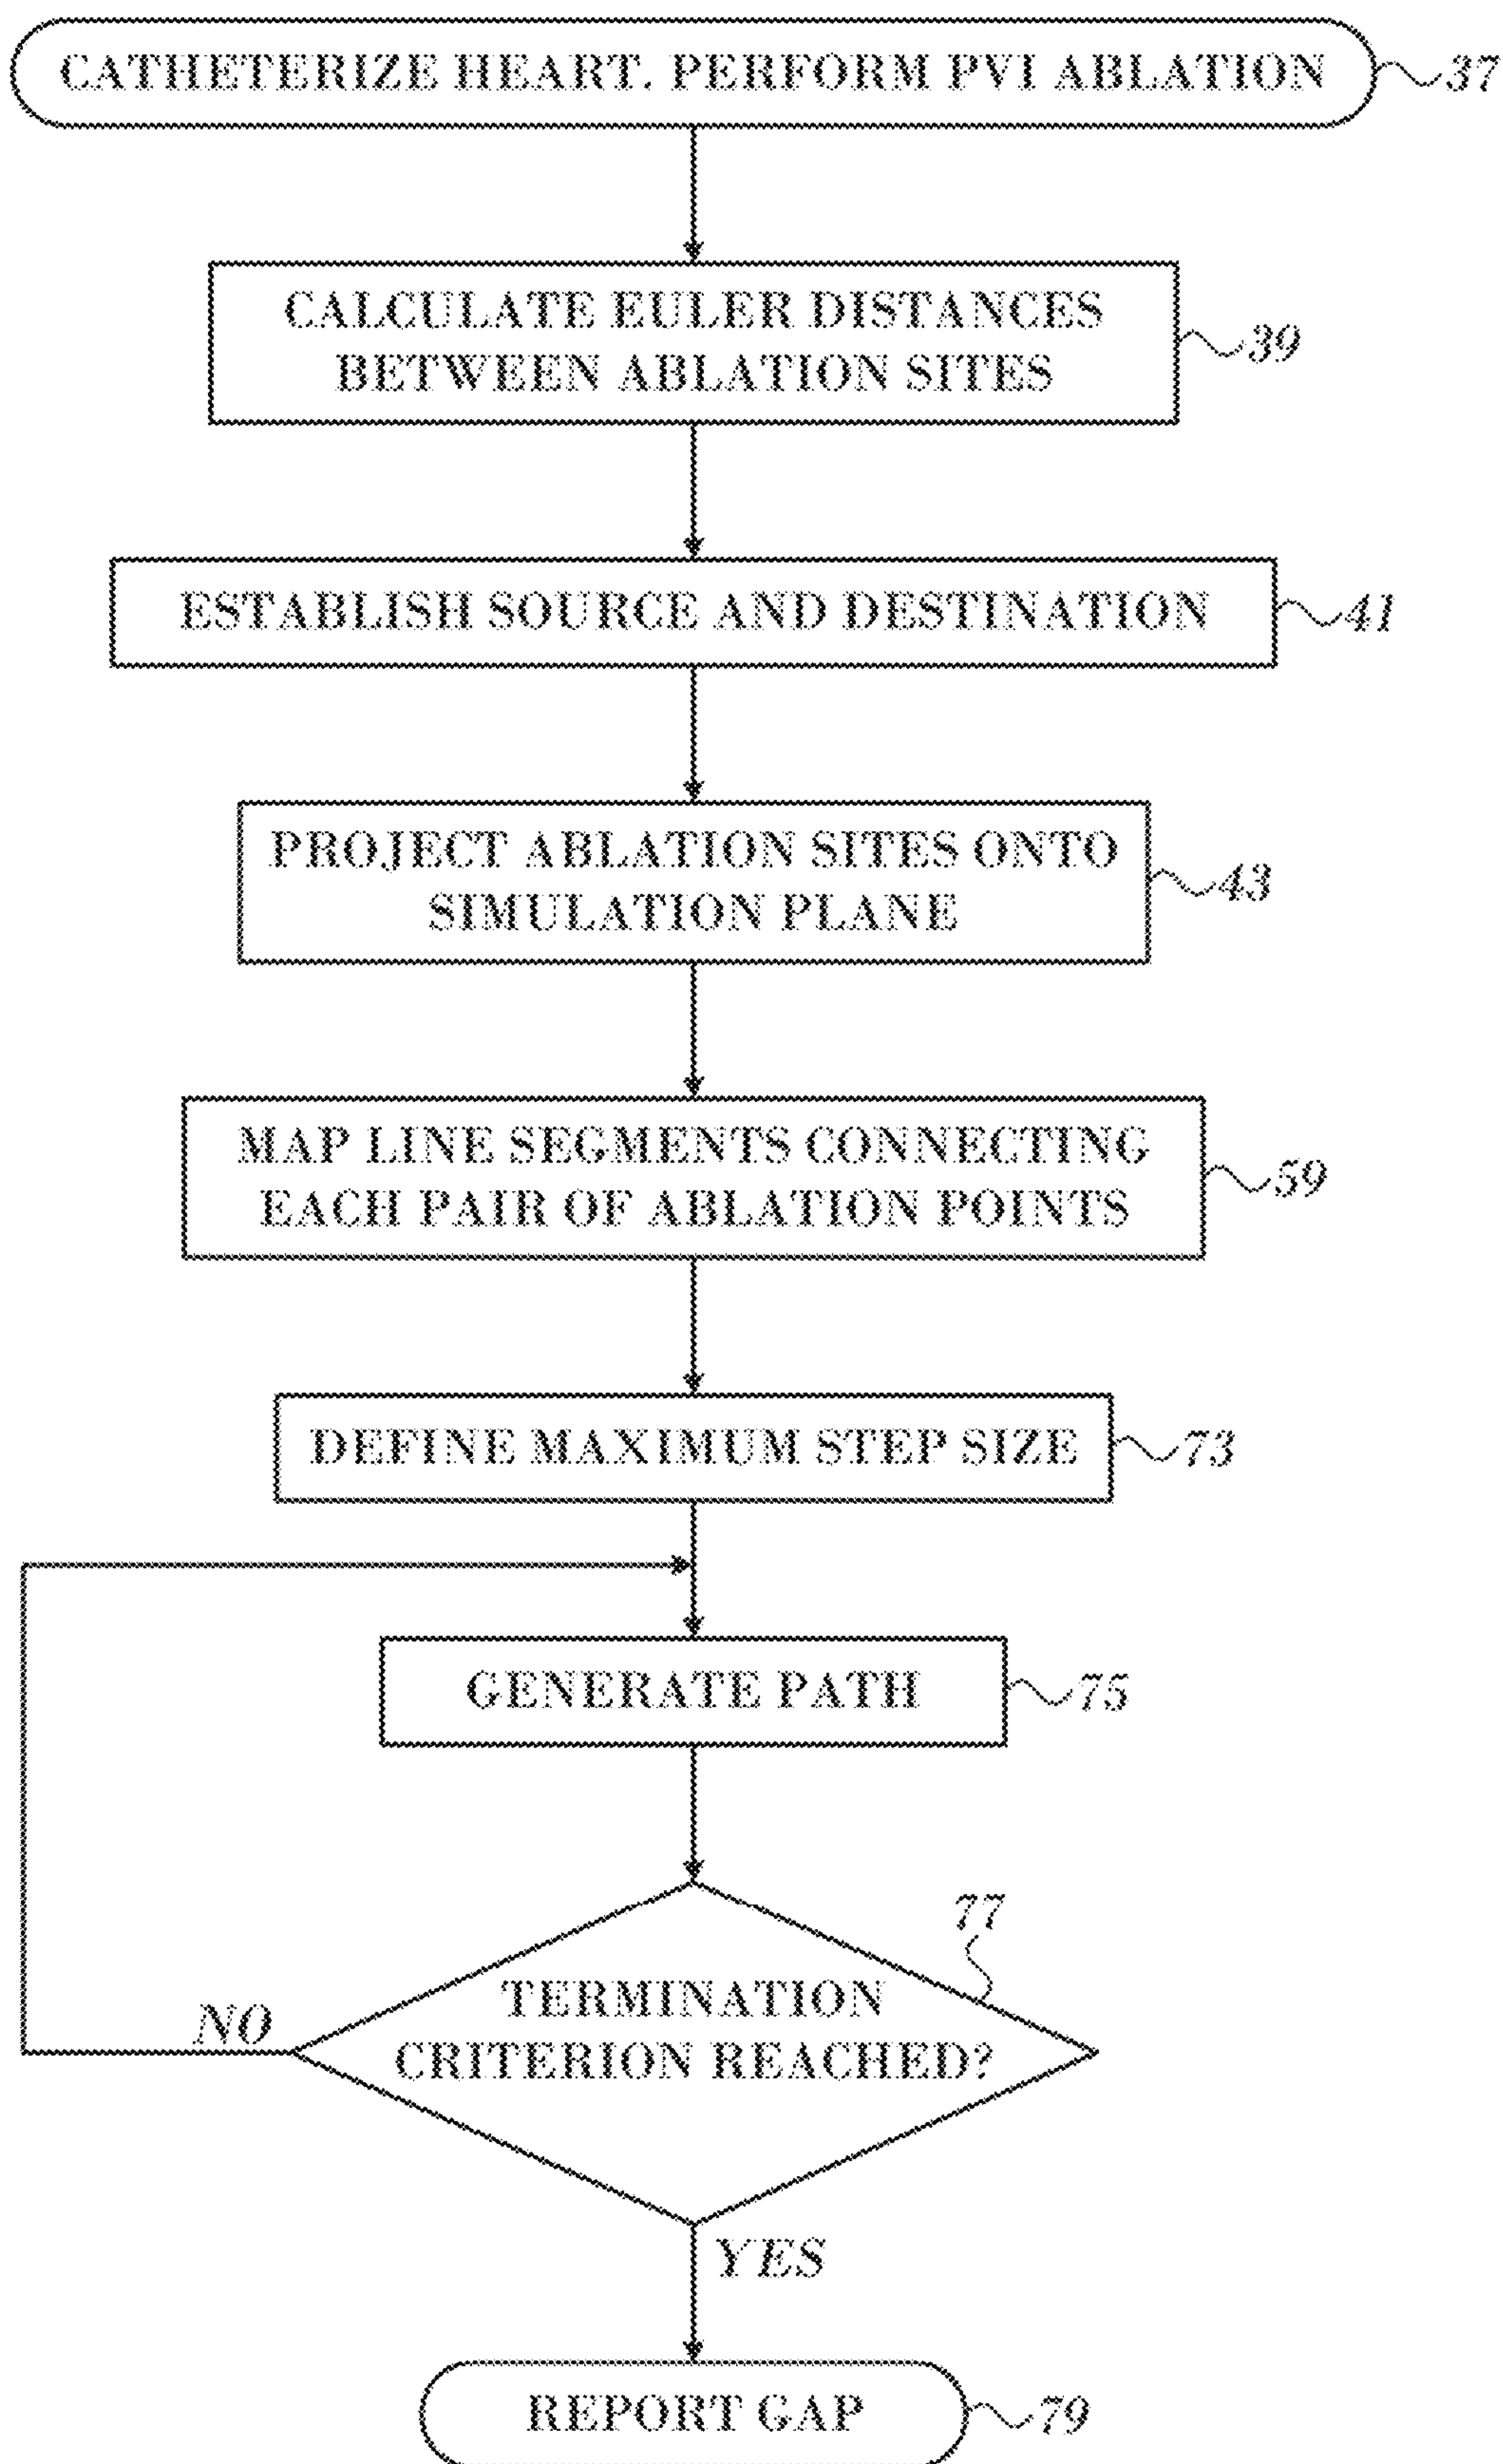 CATHETERIZE HEART. PERFORM PVI ABLATION
37
CALCULATE EULER DISTANCES
BETWEEN ABLATION SITES
39
ESTABLISH SOURCE AND DESTINATION
41
PROJECT ABLATION SITES ONTO
SIMULATION PLANE
43
MAP LINE SEGMENTS CONNECTING
EACH PAIR OF ABLATION POINTS
59
DEFINE MAXIMUM STEP SIZE
73
GENERATE PATH
75
77
TERMINATION
CRITERION REACHED?
NO
YES
REPORT GAP
79